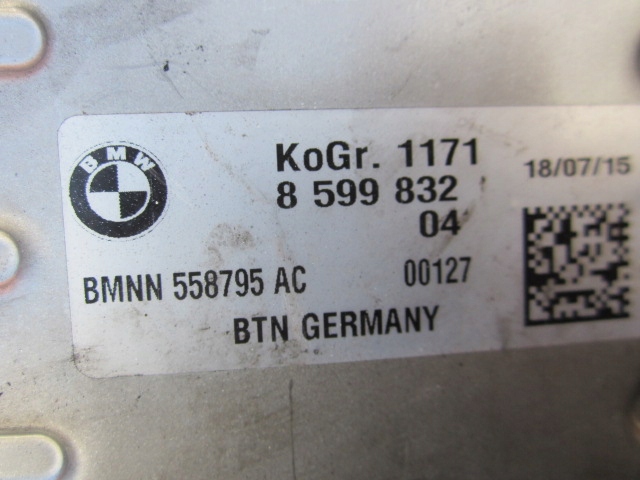 BMW
KoGr. 1171
18/07/15
8 599 832
04
BMNN 558795 AC
00127
BTN GERMANY